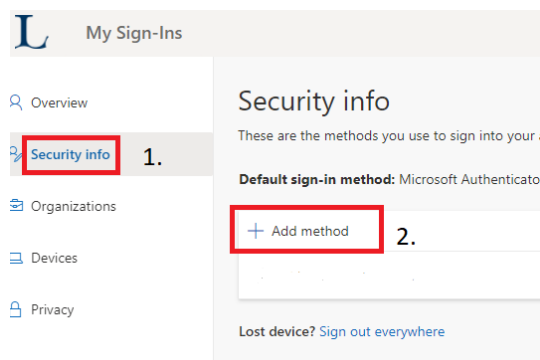 L My Sign-Ins
Overview
Security info 1.
Organizations
Devices
Privacy
Security info
These are the methods you use to sign into your
Default sign-in method: Microsoft Authenticato
+ Add method 2.
Lost device? Sign out everywhere